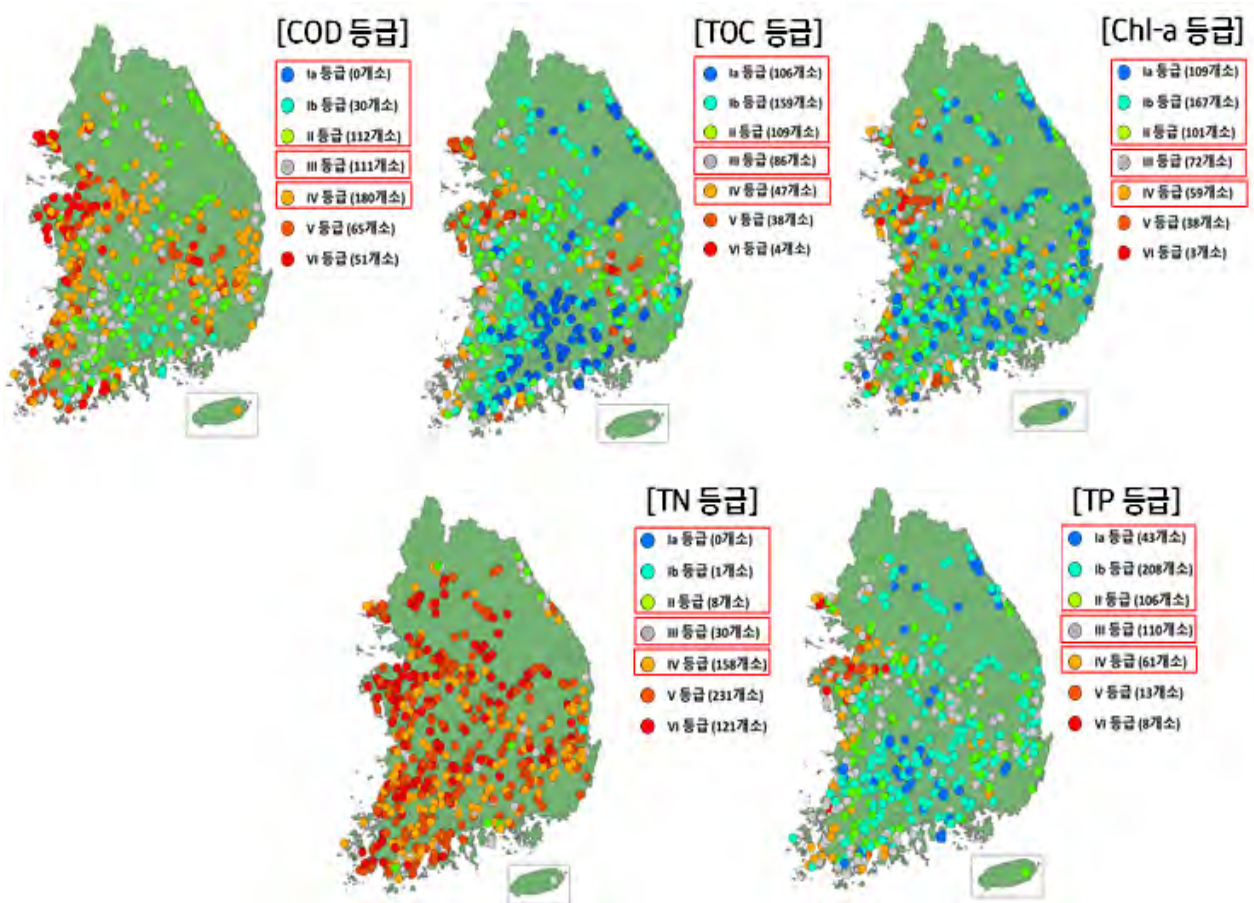 [COD 등급]
Ia 등급 (0개소)
Ib 등급 (30개소)
II 등급 (112개소)
III 등급 (111개소)
IV 등급 (180개소)
V 등급 (65개소)
VI 등급 (51개소)
[TOC 등급]
Ia 등급 (106개소)
Ib 등급 (159개소)
II 등급 (109개소)
III 등급 (86개소)
IV 등급 (47개소)
V 등급 (38개소)
VI 등급 (4개소)
[Chl-a 등급]
Ia 등급 (109개소)
Ib 등급 (167개소)
II 등급 (101개소)
III 등급 (72개소)
IV 등급 (59개소)
V 등급 (38개소)
VI 등급 (3개소)
[TN 등급]
Ia 등급 (0개소)
Ib 등급 (1개소)
II 등급 (8개소)
III 등급 (30개소)
IV 등급 (158개소)
V 등급 (231개소)
VI 등급 (121개소)
[TP 등급]
Ia 등급 (43개소)
Ib 등급 (208개소)
II 등급 (106개소)
III 등급 (110개소)
IV 등급 (61개소)
V 등급 (13개소)
VI 등급 (8개소)